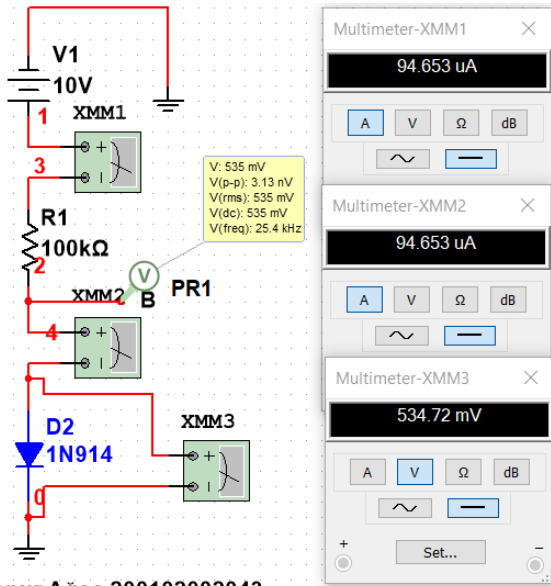 V1
10V
1
XMM1
3
R1
100kΩ
2
XMM2
B
PR1
V: 535 mV
V(p-p): 3.13 nV
V(rms): 535 mV
V(dc): 535 mV
V(freq): 25.4 kHz
V
4
D2
1N914
XMM3
0
Multimeter-XMM1
94.653 uA
A V Ω dB
Multimeter-XMM2
94.653 uA
A V Ω dB
Multimeter-XMM3
534.72 mV
A V Ω dB
+ Set... −